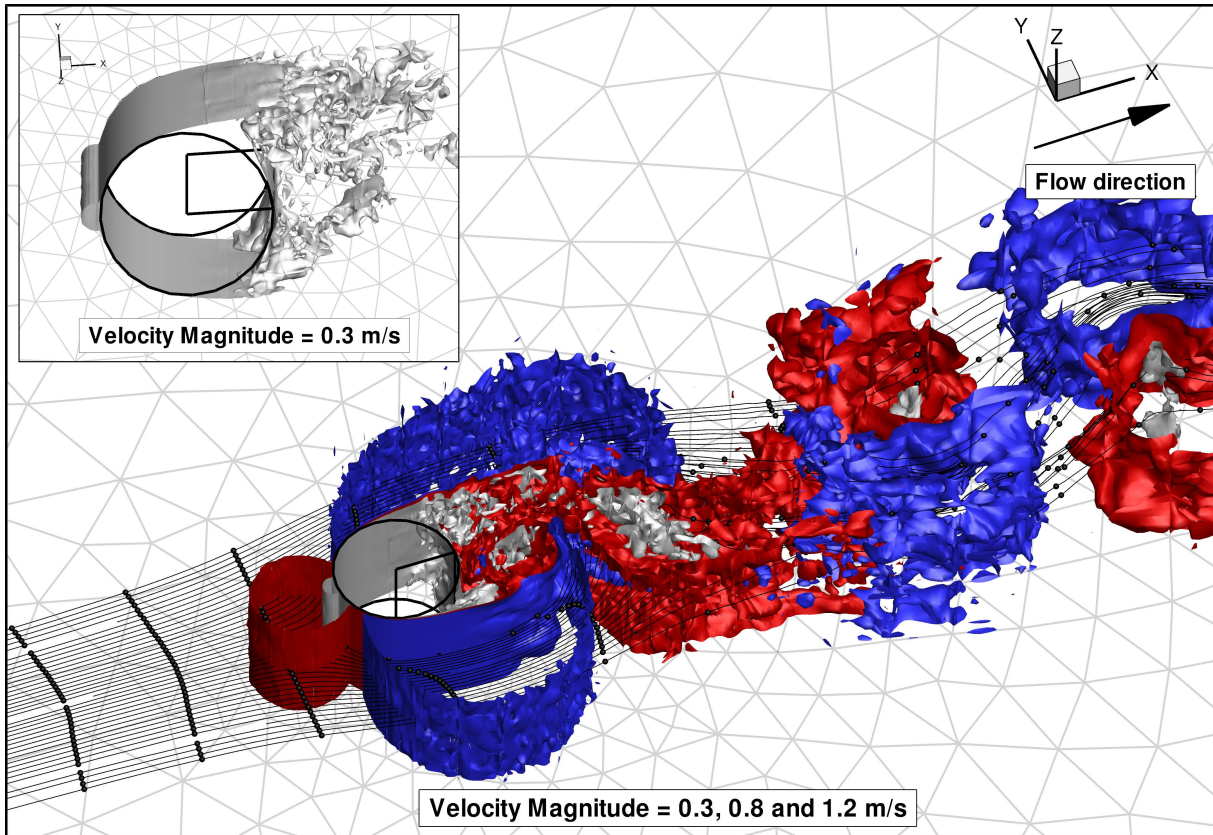 Y
X
Z
Velocity Magnitude = 0.3 m/s
Y
Z
X
Flow direction
Velocity Magnitude = 0.3, 0.8 and 1.2 m/s